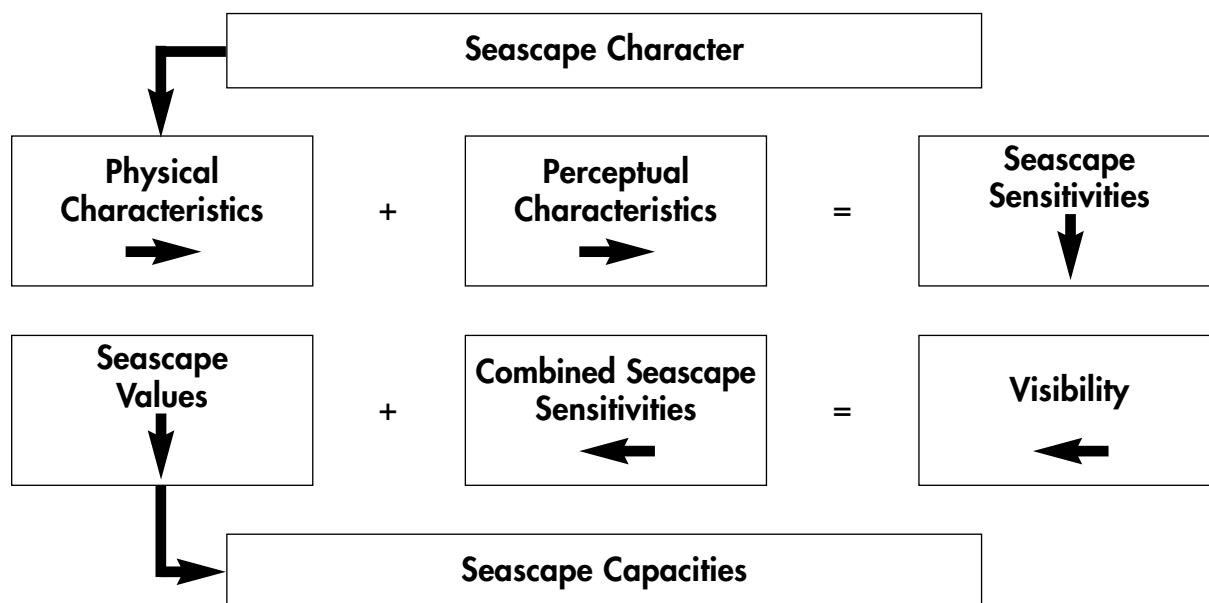 Seascape Character
Physical
Characteristics
+
Perceptual
Characteristics
=
Seascape
Sensitivities
Seascape
Values
+
Combined Seascape
Sensitivities
=
Visibility
Seascape Capacities